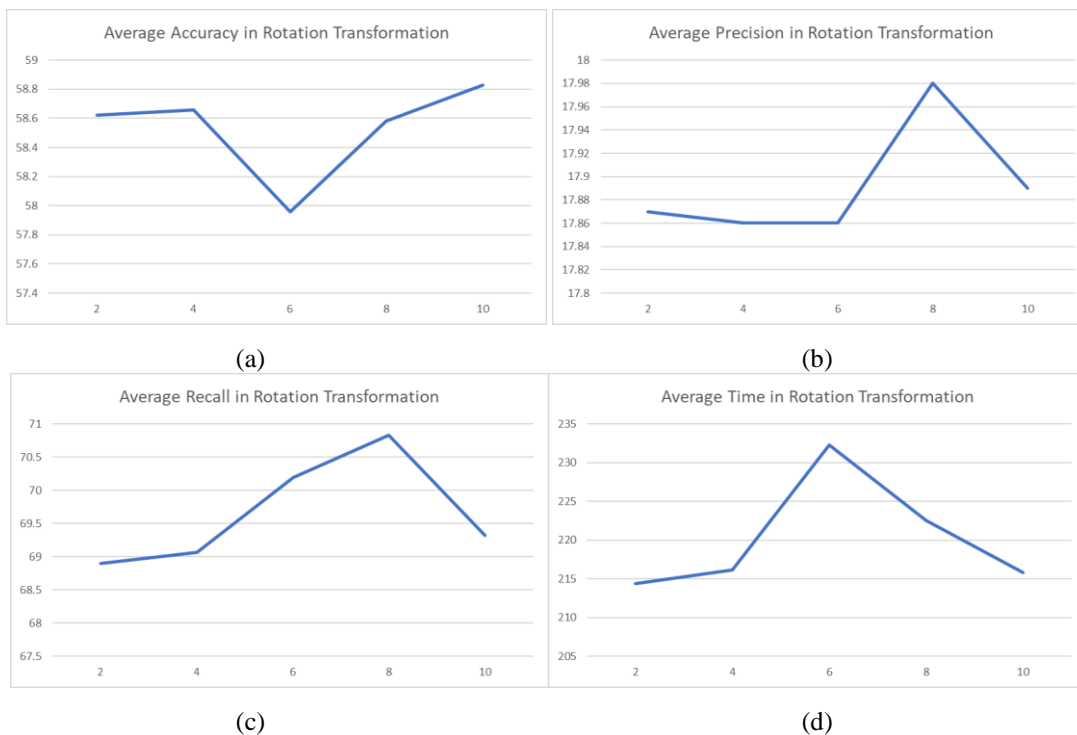 Average Accuracy in Rotation Transformation
59
58.8
58.6
58.4
58.2
58
57.8
57.6
57.4
2 4 6 8 10
(a)
Average Precision in Rotation Transformation
18
17.98
17.96
17.94
17.92
17.9
17.88
17.86
17.84
17.82
17.8
2 4 6 8 10
(b)
Average Recall in Rotation Transformation
71
70.5
70
69.5
69
68.5
68
67.5
2 4 6 8 10
(c)
Average Time in Rotation Transformation
235
230
225
220
215
210
205
2 4 6 8 10
(d)